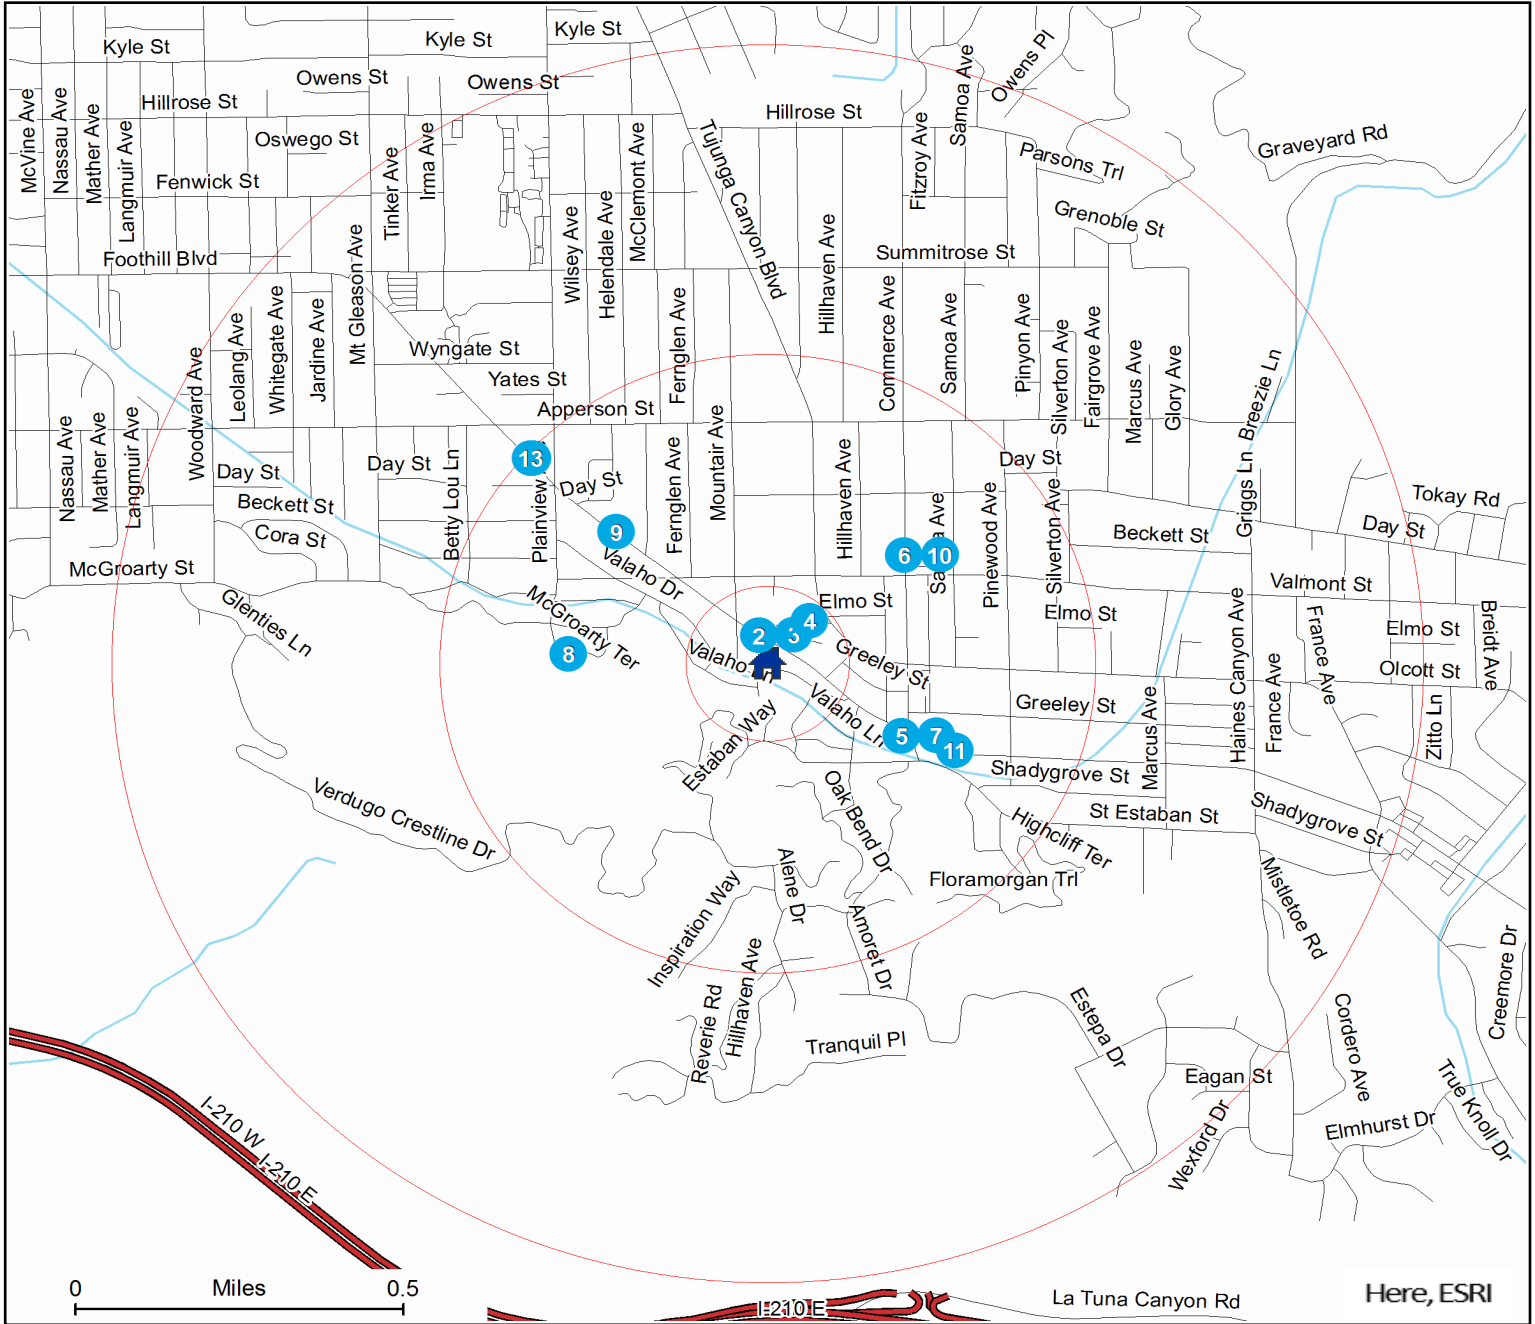 Kyle St
Kyle St
Kyle St
Owens St
Owens St
Hillrose St
Hillrose St
Samoa Ave
Owens Pl
Oswego St
Fenwick St
McVine Ave
Nassau Ave
Mather Ave
Langmuir Ave
Tinker Ave
Irma Ave
Tujunga Canyon Blvd
Fitzroy Ave
Parsons Trl
Graveyard Rd
Grenoble St
Foothill Blvd
Mt Gleason Ave
Wilsey Ave
Helendale Ave
McClemont Ave
Hillhaven Ave
Summitrose St
Woodward Ave
Leolang Ave
Whitegate Ave
Jardine Ave
Wyngate St
Yates St
Apperson St
Fernglen Ave
Commerce Ave
Samoa Ave
Pinyon Ave
Silverton Ave
Fairgrove Ave
Marcus Ave
Glory Ave
Breezie Ln
Griggs Ln
Nassau Ave
Mather Ave
Langmuir Ave
Day St
Day St
Betty Lou Ln
13
Plainview
Day St
Fernglen Ave
Mountair Ave
Hillhaven Ave
Day St
Beckett St
Cora St
McGroarty St
9
Valaho Dr
6
10
Pinewood Ave
Silverton Ave
Beckett St
Tokay Rd
Day St
Valmont St
Glenties Ln
McGroarty Ter
8
Elmo St
2
3
4
Valaho
Greeley St
Elmo St
Haines Canyon Ave
France Ave
France Ave
Elmo St
Olcott St
Breidt Ave
Valaho Ln
5
7
11
Greeley St
Marcus Ave
Zitto Ln
Estaban Way
Shadygrove St
Shadygrove St
St Estaban St
Verdugo Crestline Dr
Oak Bend Dr
Highcliff Ter
Floramorgan Trl
Inspiration Way
Alene Dr
Amoret Dr
Mistletoe Rd
Creemore Dr
Reverie Rd
Hillhaven Ave
Tranquil Pl
Estepa Dr
Cordero Ave
Eagan St
Wexford Dr
Elmhurst Dr
True Knoll Dr
I-210 W
I-210 E
0 Miles 0.5
I-210 E
La Tuna Canyon Rd
Here, ESRI